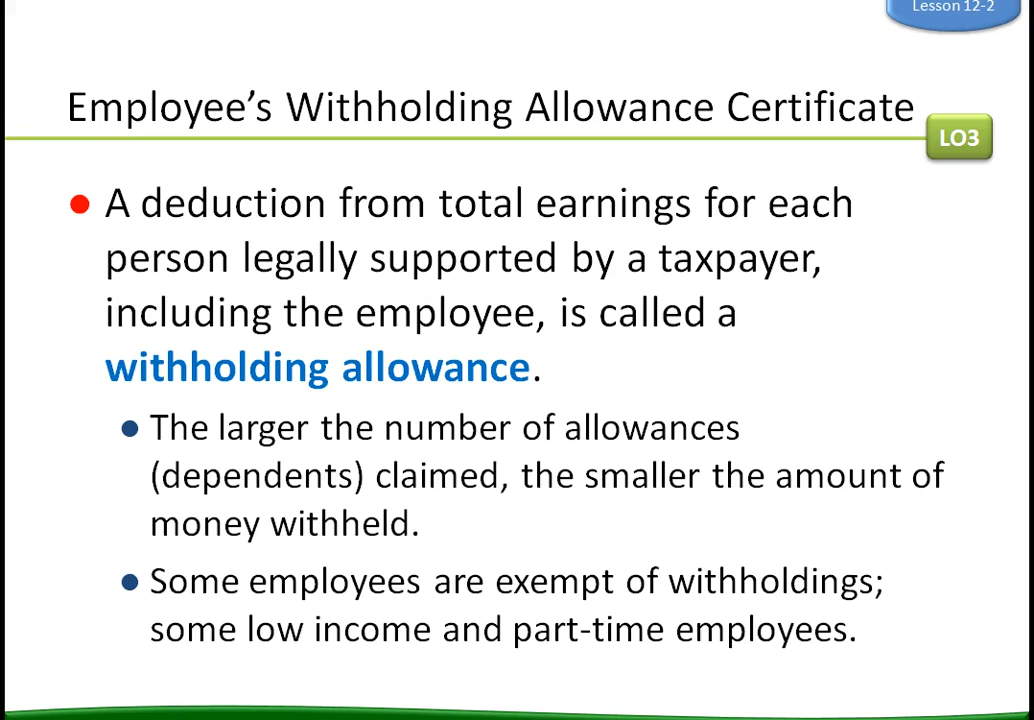 Lesson 12-2
Employee’s Withholding Allowance Certificate
LO3
● A deduction from total earnings for each
person legally supported by a taxpayer,
including the employee, is called a
withholding allowance.
● The larger the number of allowances
(dependents) claimed, the smaller the amount of
money withheld.
● Some employees are exempt of withholdings;
some low income and part-time employees.